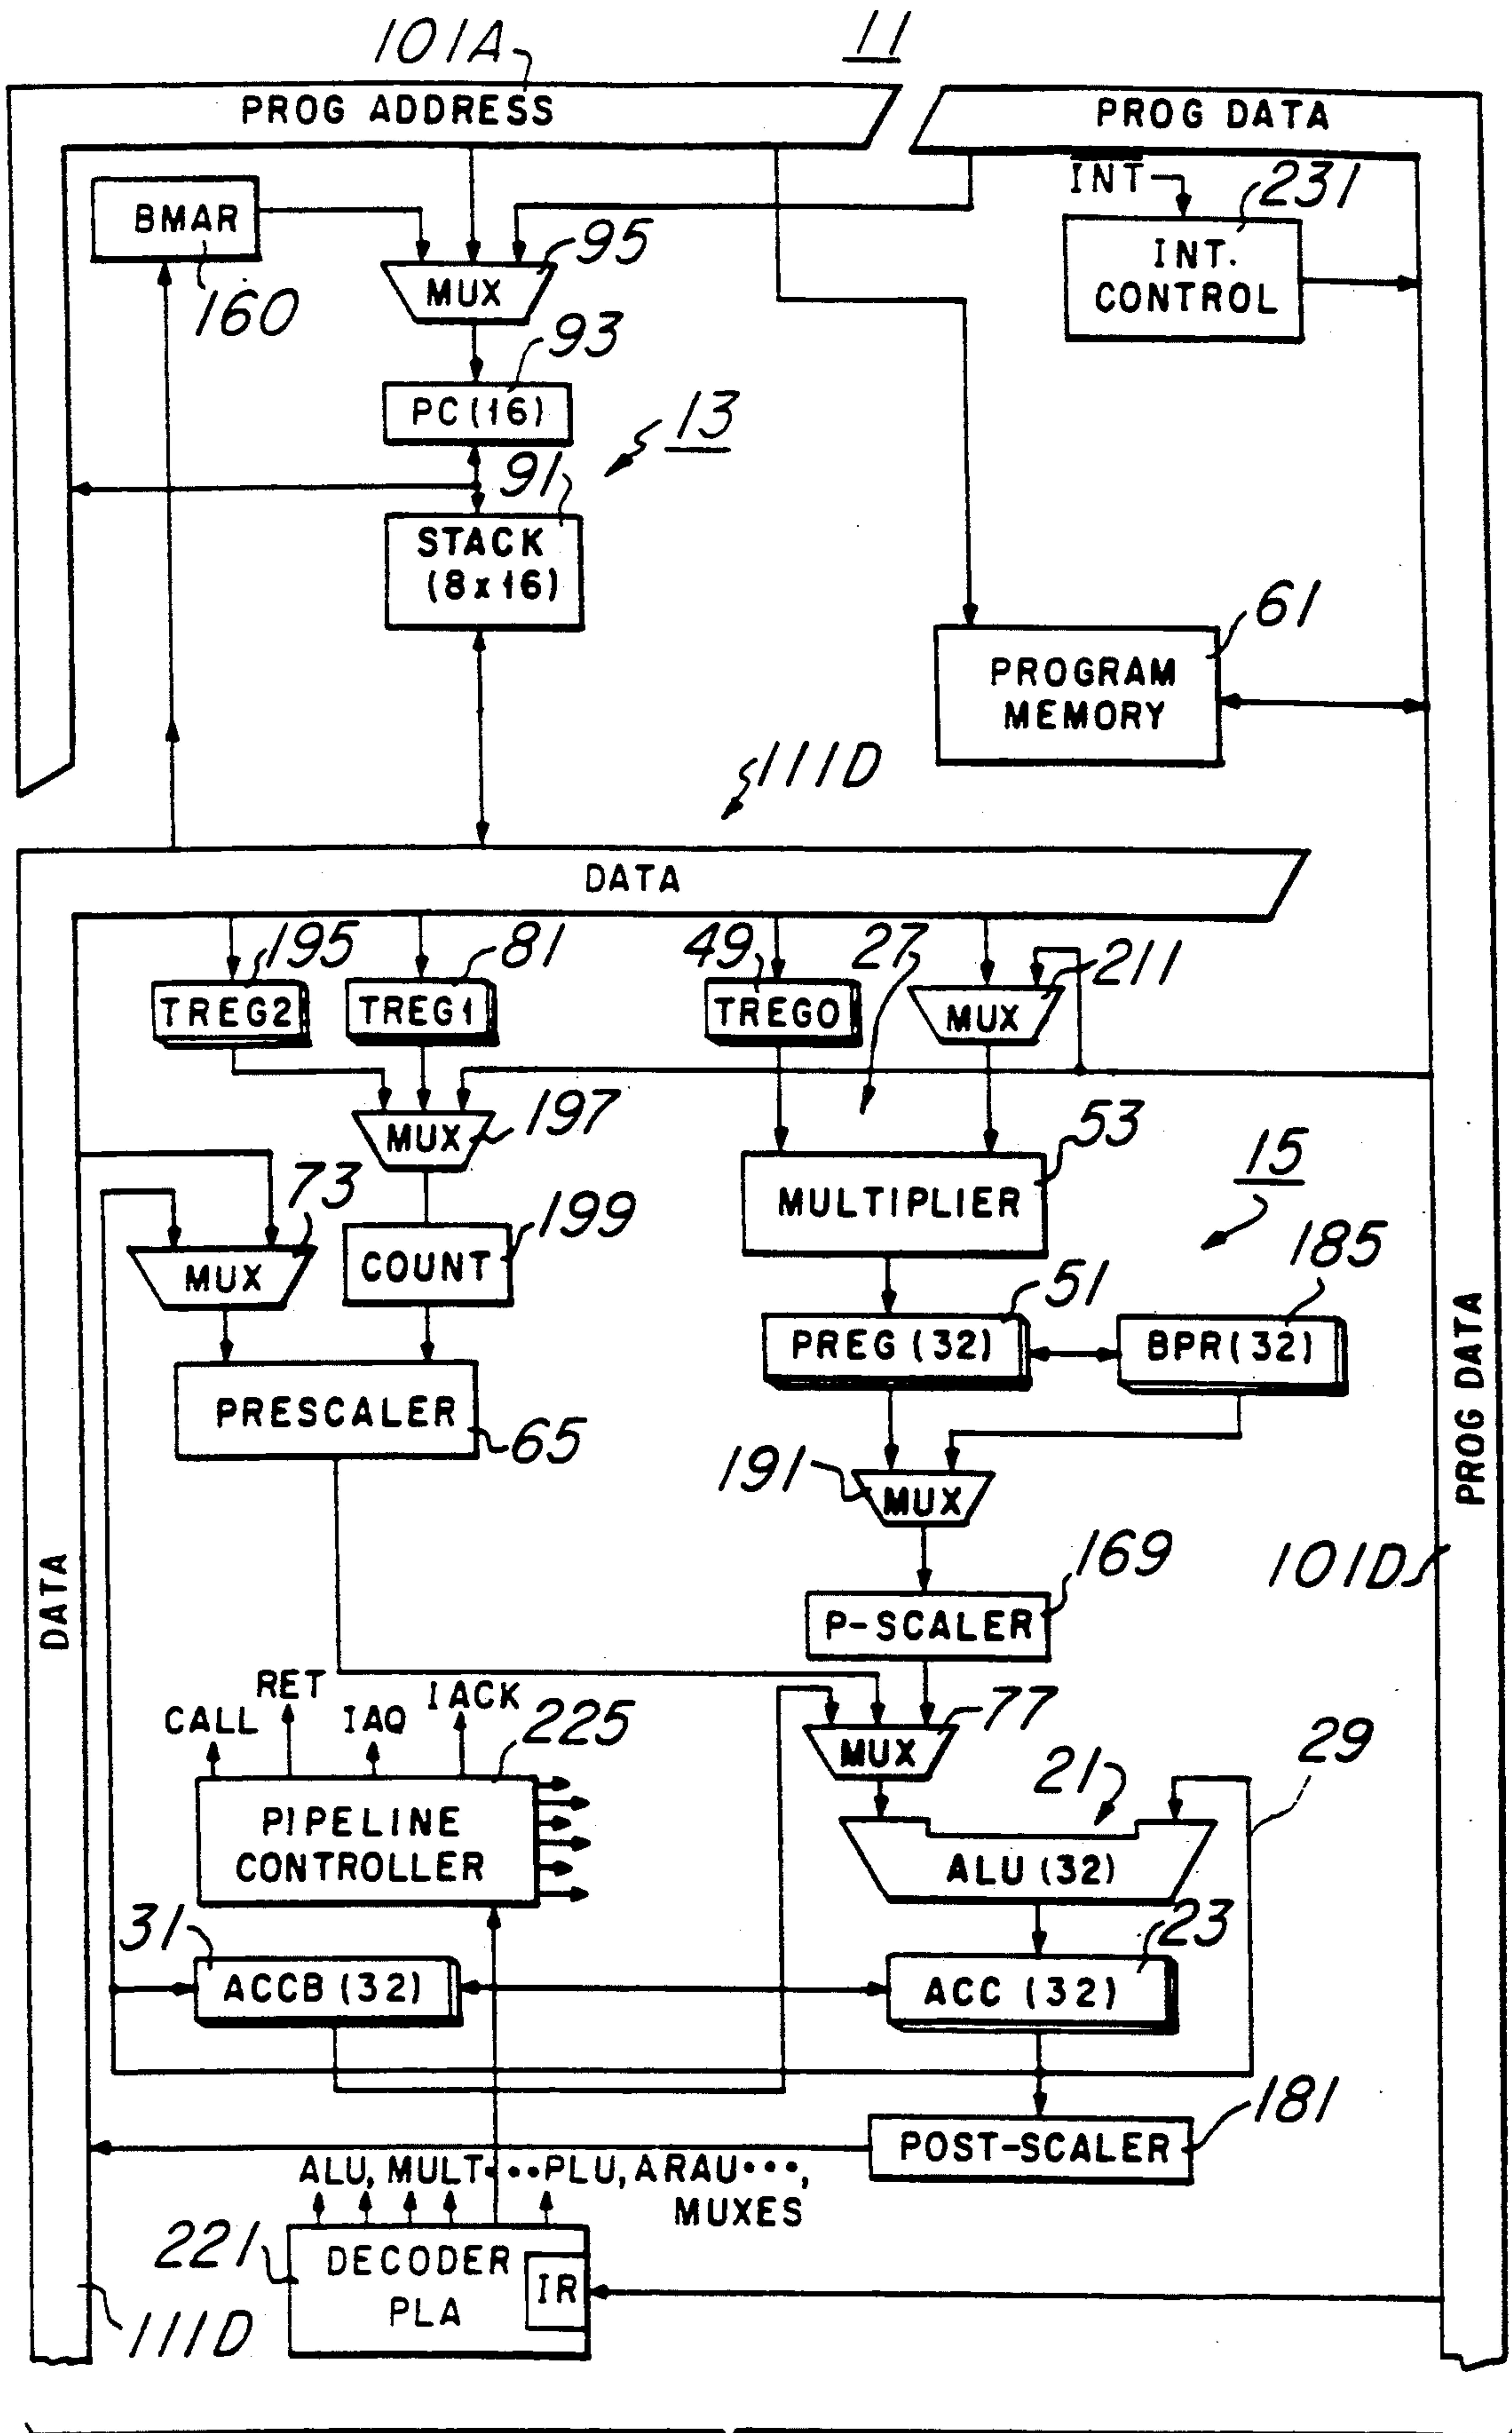 101A
11
PROG ADDRESS
PROG DATA
INT
231
BMAR
160
95
MUX
INT.
CONTROL
93
PC (16)
13
91
STACK
(8x16)
61
PROGRAM
MEMORY
111D
DATA
195
81
49
27
211
TREG2
TREG1
TREG0
MUX
197
MUX
53
15
73
MULTIPLIER
199
185
MUX
COUNT
51
PREG (32)
BPR (32)
PROG DATA
PRESCALER
65
191
MUX
169
101D
DATA
P-SCALER
RET
IACK
CALL
IAQ
225
77
29
MUX
21
PIPELINE
CONTROLLER
ALU (32)
31
23
ACCB (32)
ACC (32)
181
POST-SCALER
ALU, MULT•••PLU, ARAU•••,
MUXES
221
DECODER
PLA
IR
111D